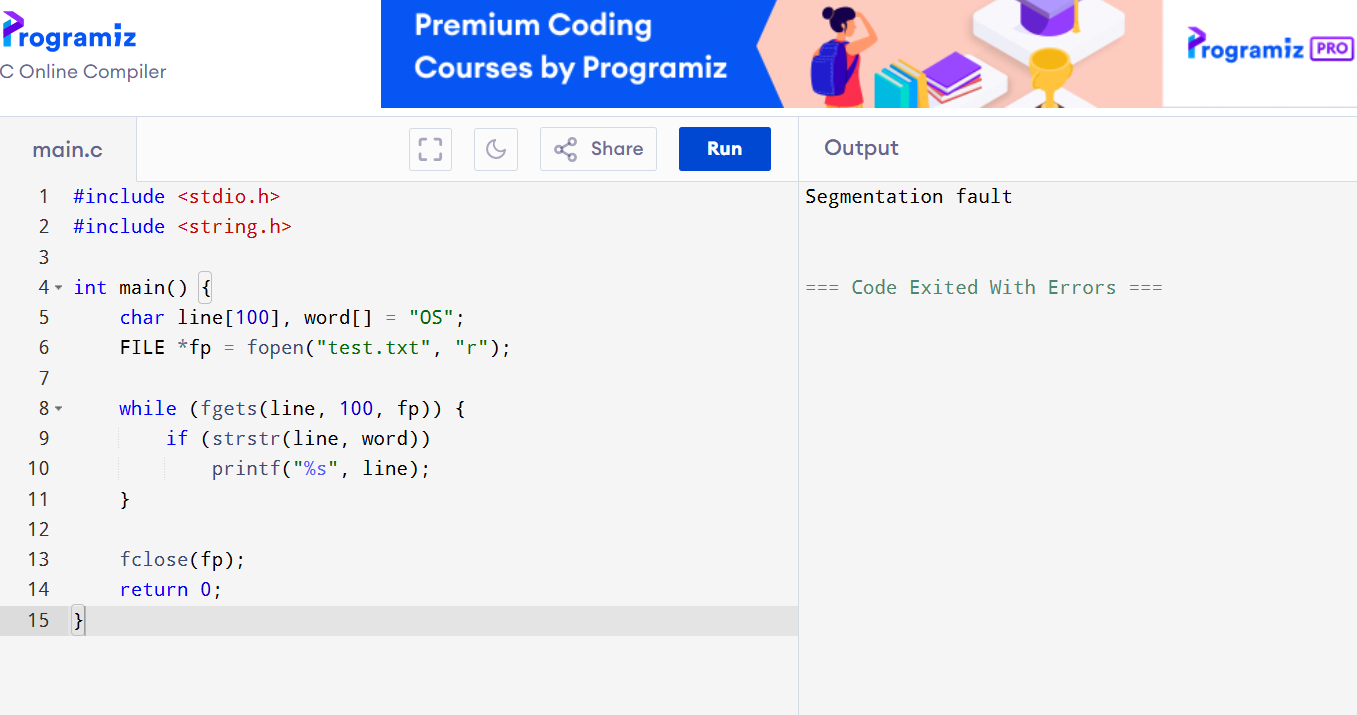 Programiz
C Online Compiler
Premium Coding
Courses by Programiz
Programiz PRO
main.c
Share
Run
Output
1 #include <stdio.h>
2 #include <string.h>
3
4 int main() {
5     char line[100], word[] = "OS";
6     FILE *fp = fopen("test.txt", "r");
7
8     while (fgets(line, 100, fp)) {
9         if (strstr(line, word))
10             printf("%s", line);
11     }
12
13     fclose(fp);
14     return 0;
15 }
Segmentation fault
=== Code Exited With Errors ===